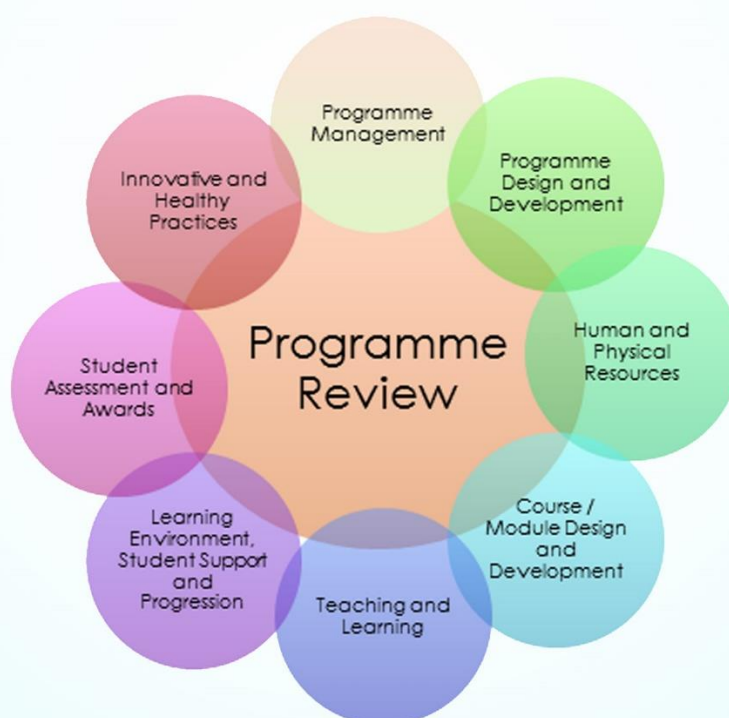 Programme
Management
Programme
Design and
Development
Human and
Physical
Resources
Course /
Module Design
and
Development
Teaching and
Learning
Learning
Environment,
Student Support
and
Progression
Student
Assessment and
Awards
Innovative and
Healthy
Practices
Programme
Review